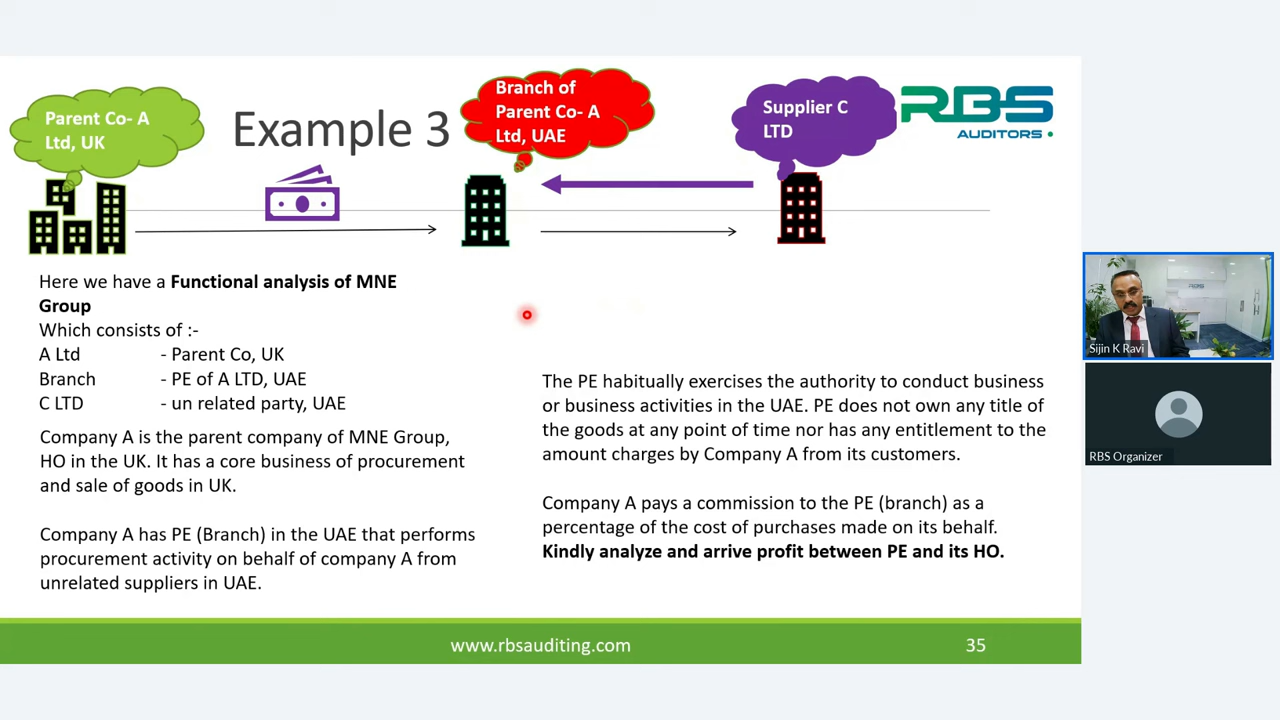 Parent Co- A
Ltd, UK
Example 3
Branch of
Parent Co- A
Ltd, UAE
Supplier C
LTD
RBS
AUDITORS
Here we have a Functional analysis of MNE
Group
Which consists of :-
A Ltd - Parent Co, UK
Branch - PE of A LTD, UAE
C LTD - un related party, UAE
Company A is the parent company of MNE Group,
HO in the UK. It has a core business of procurement
and sale of goods in UK.
Company A has PE (Branch) in the UAE that performs
procurement activity on behalf of company A from
unrelated suppliers in UAE.
The PE habitually exercises the authority to conduct business
or business activities in the UAE. PE does not own any title of
the goods at any point of time nor has any entitlement to the
amount charges by Company A from its customers.
Company A pays a commission to the PE (branch) as a
percentage of the cost of purchases made on its behalf.
Kindly analyze and arrive profit between PE and its HO.
www.rbsauditing.com
35
Sijin K Ravi
RBS Organizer